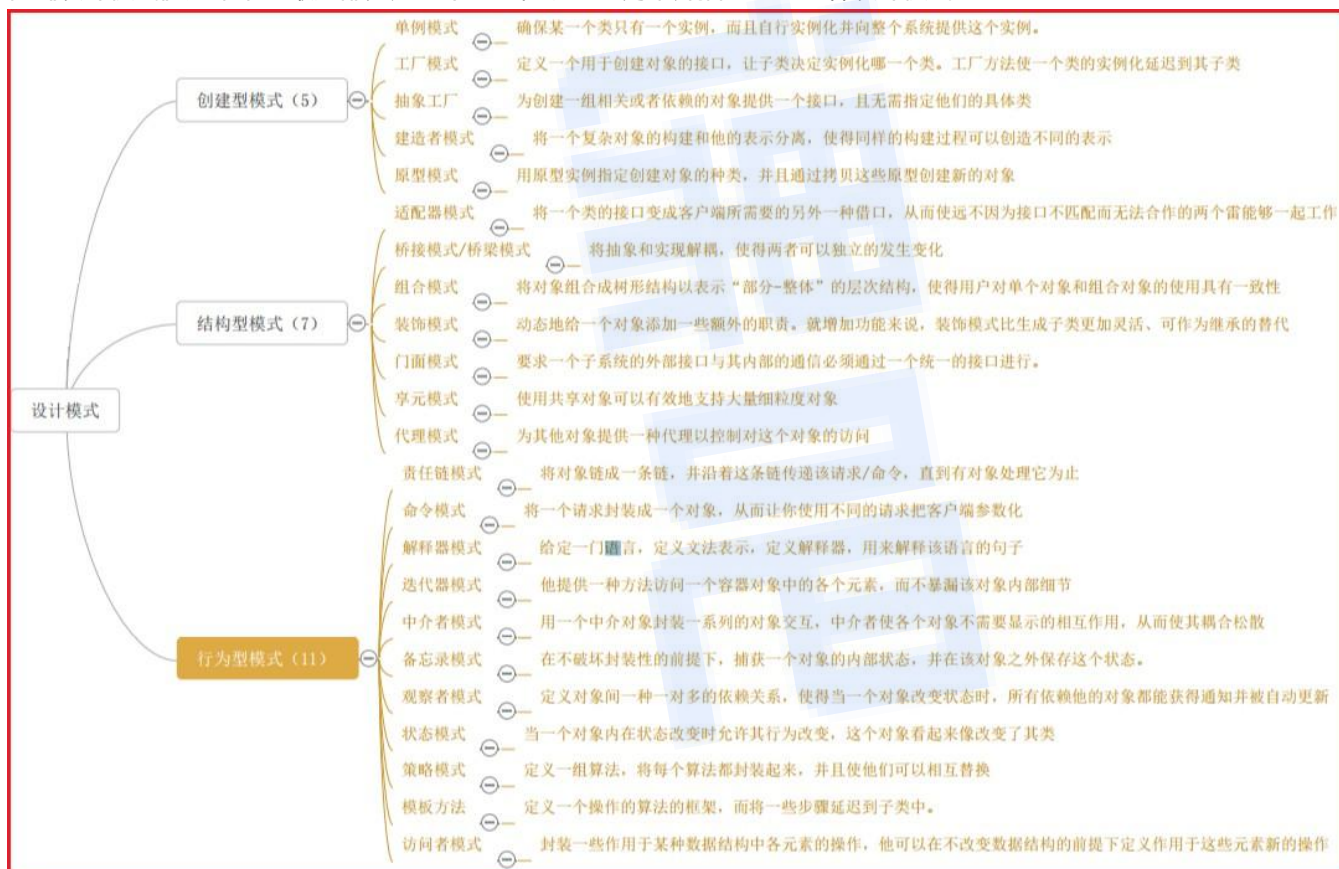 单例模式 确保某一个类只有一个实例，而且自行实例化并向整个系统提供这个实例。
工厂模式 定义一个用于创建对象的接口，让子类决定实例化哪一个类。工厂方法使一个类的实例化延迟到其子类
创建型模式（5）
抽象工厂 为创建一组相关或者依赖的对象提供一个接口，且无需指定他们的具体类
建造者模式 将一个复杂对象的构建和他的表示分离，使得同样的构建过程可以创造不同的表示
原型模式 用原型实例指定创建对象的种类，并且通过拷贝这些原型创建新的对象
适配器模式 将一个类的接口变成客户端所需要的另外一种借口，从而使远不因为接口不匹配而无法合作的两个雷能够一起工作
桥接模式/桥梁模式 将抽象和实现解耦，使得两者可以独立的发生变化
组合模式 将对象组合成树形结构以表示“部分-整体”的层次结构，使得用户对单个对象和组合对象的使用具有一致性
结构型模式（7）
装饰模式 动态地给一个对象添加一些额外的职责。就增加功能来说，装饰模式比生成子类更加灵活、可作为继承的替代
门面模式 要求一个子系统的外部接口与其内部的通信必须通过一个统一的接口进行。
享元模式 使用共享对象可以有效地支持大量细粒度对象
设计模式
代理模式 为其他对象提供一种代理以控制对这个对象的访问
责任链模式 将对象链成一条链，并沿着这条链传递该请求/命令，直到有对象处理它为止
命令模式 将一个请求封装成一个对象，从而让你使用不同的请求把客户端参数化
解释器模式 给定一门语言，定义文法表示，定义解释器，用来解释该语言的句子
迭代器模式 他提供一种方法访问一个容器对象中的各个元素，而不暴漏该对象内部细节
中介者模式 用一个中介对象封装一系列的对象交互，中介者使各个对象不需要显示的相互作用，从而使其耦合松散
行为型模式（11）
备忘录模式 在不破坏封装性的前提下，捕获一个对象的内部状态，并在该对象之外保存这个状态。
观察者模式 定义对象间一种一对多的依赖关系，使得当一个对象改变状态时，所有依赖他的对象都能获得通知并被自动更新
状态模式 当一个对象内在状态改变时允许其行为改变，这个对象看起来像改变了其类
策略模式 定义一组算法，将每个算法都封装起来，并且使他们可以相互替换
模板方法 定义一个操作的算法的框架，而将一些步骤延迟到子类中。
访问者模式 封装一些作用于某种数据结构中各元素的操作，他可以在不改变数据结构的前提下定义作用于这些元素新的操作